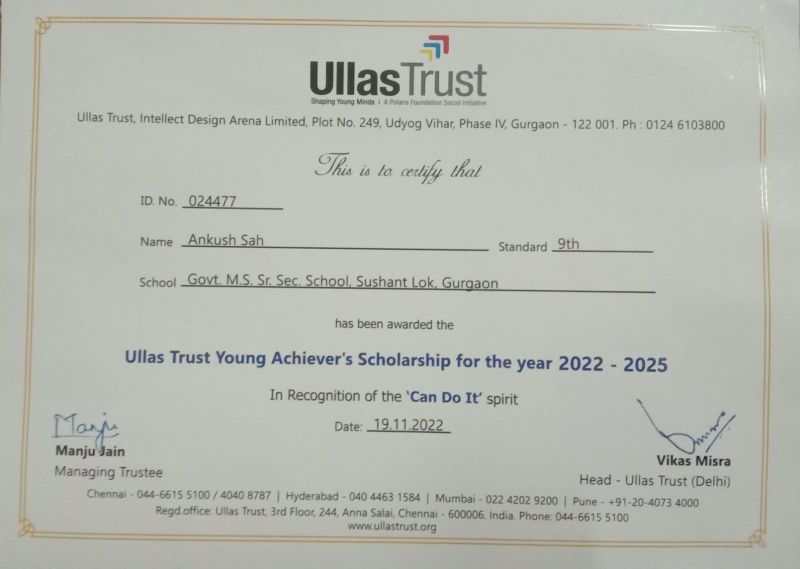 Ullas Trust
Shaping Young Minds | A Polaris Foundation Social Initiative
Ullas Trust, Intellect Design Arena Limited, Plot No. 249, Udyog Vihar, Phase IV, Gurgaon - 122 001. Ph : 0124 6103800
This is to certify that
ID. No. 024477
Name Ankush Sah Standard 9th
School Govt. M.S. Sr. Sec. School, Sushant Lok, Gurgaon
has been awarded the
Ullas Trust Young Achiever's Scholarship for the year 2022 - 2025
In Recognition of the 'Can Do It' spirit
Date: 19.11.2022
Manju
Manju Jain
Managing Trustee
Vikas Misra
Head - Ullas Trust (Delhi)
Chennai - 044-6615 5100 / 4040 8787 | Hyderabad - 040 4463 1584 | Mumbai - 022 4202 9200 | Pune - +91-20-4073 4000
Regd.office: Ullas Trust, 3rd Floor, 244, Anna Salai, Chennai - 600006. India. Phone: 044-6615 5100
www.ullastrust.org